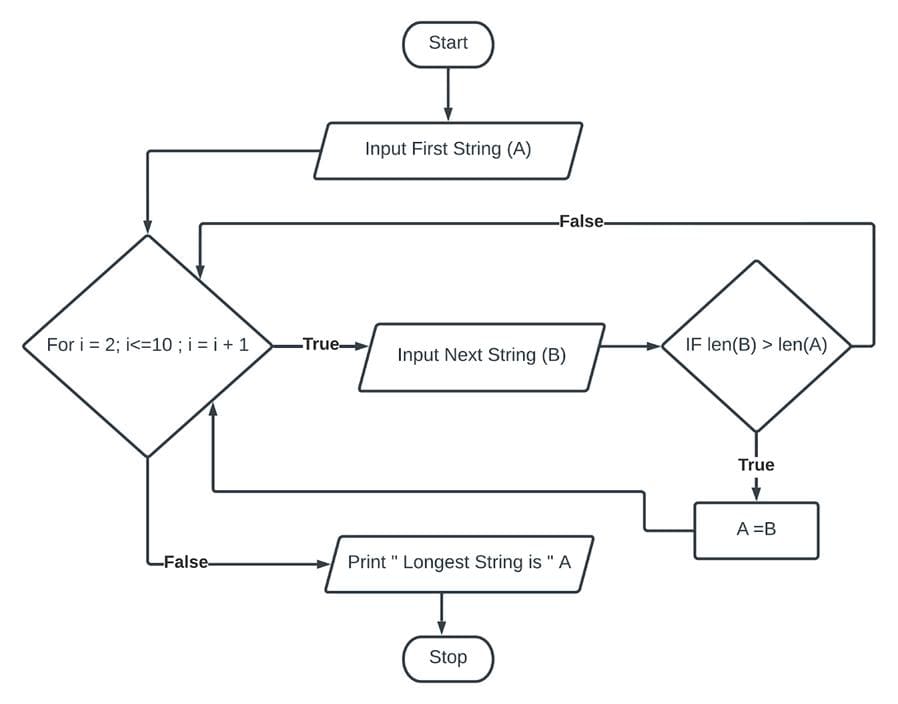 Start
Input First String (A)
False
For i = 2; i<=10 ; i = i + 1
True
Input Next String (B)
IF len(B) > len(A)
True
A =B
False
Print " Longest String is " A
Stop